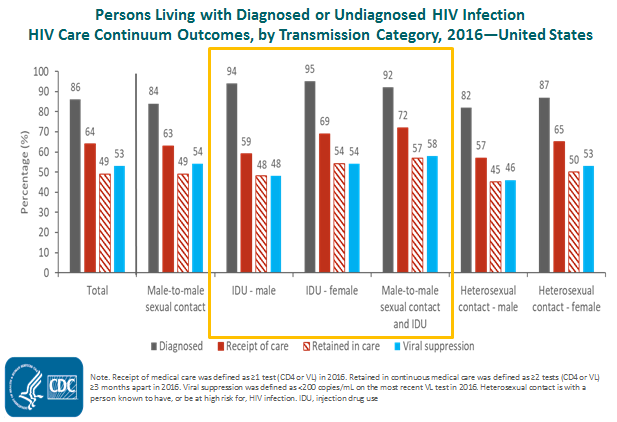 Persons Living with Diagnosed or Undiagnosed HIV Infection
HIV Care Continuum Outcomes, by Transmission Category, 2016—United States
Percentage (%)
100
90
80
70
60
50
40
30
20
10
0
86 64 49 53
84 63 49 54
94 59 48 48
95 69 54 54
92 72 57 58
82 57 45 46
87 65 50 53
Total
Male-to-male
sexual contact
IDU - male
IDU - female
Male-to-male
sexual contact
and IDU
Heterosexual
contact - male
Heterosexual
contact - female
Diagnosed Receipt of care Retained in care Viral suppression
CDC
Note. Receipt of medical care was defined as ≥1 test (CD4 or VL) in 2016. Retained in continuous medical care was defined as ≥2 tests (CD4 or VL)
≥3 months apart in 2016. Viral suppression was defined as <200 copies/mL on the most recent VL test in 2016. Heterosexual contact is with a
person known to have, or be at high risk for, HIV infection. IDU, injection drug use